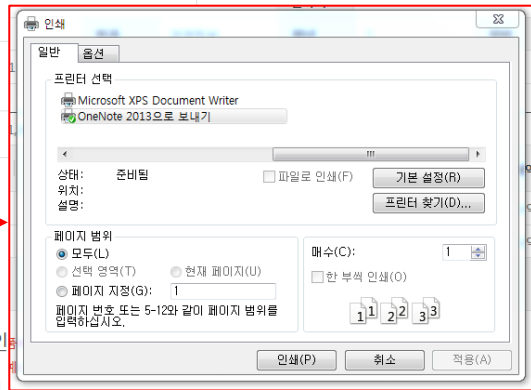 인쇄
일반 옵션
프린터 선택
Microsoft XPS Document Writer
OneNote 2013으로 보내기
상태: 준비됨 파일로 인쇄(F) 기본 설정(R)
위치:
설명: 프린터 찾기(D)...
페이지 범위
모두(L) 매수(C): 1
선택 영역(T) 현재 페이지(U) 한 부씩 인쇄(O)
페이지 지정(G): 1
페이지 번호 또는 5-12와 같이 페이지 범위를
입력하십시오.
11 22 33
인쇄(P) 취소 적용(A)